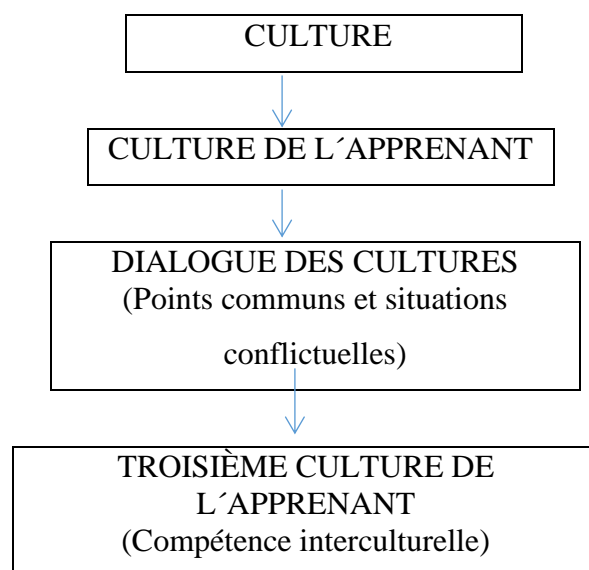 CULTURE
CULTURE DE L´APPRENANT
DIALOGUE DES CULTURES
(Points communs et situations
conflictuelles)
TROISIÈME CULTURE DE
L´APPRENANT
(Compétence interculturelle)